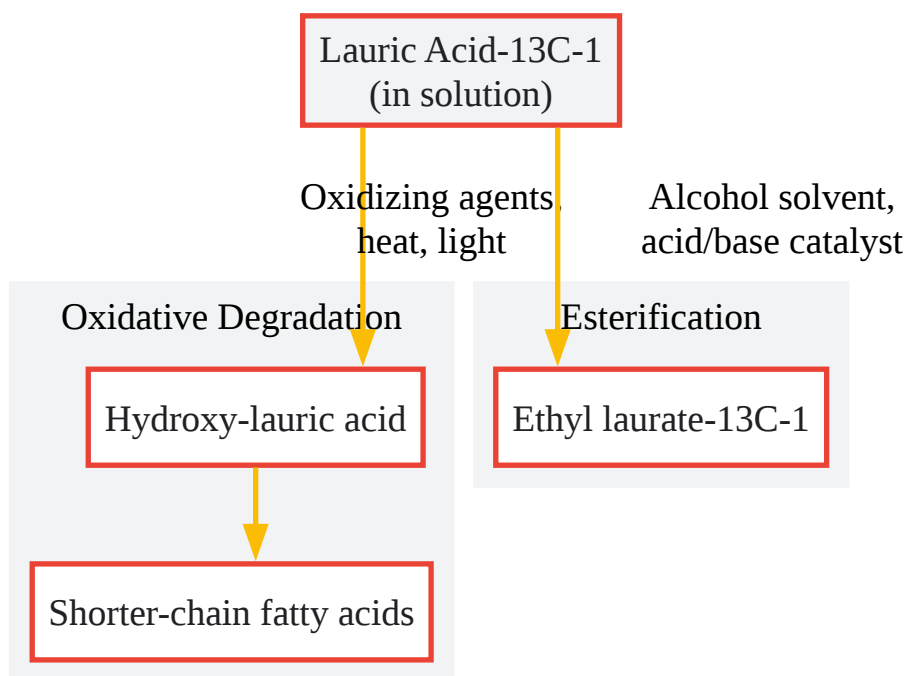 Lauric Acid-13C-1
(in solution)
Oxidizing agents,
heat, light
Alcohol solvent,
acid/base catalyst
Oxidative Degradation
Esterification
Hydroxy-lauric acid
Ethyl laurate-13C-1
Shorter-chain fatty acids